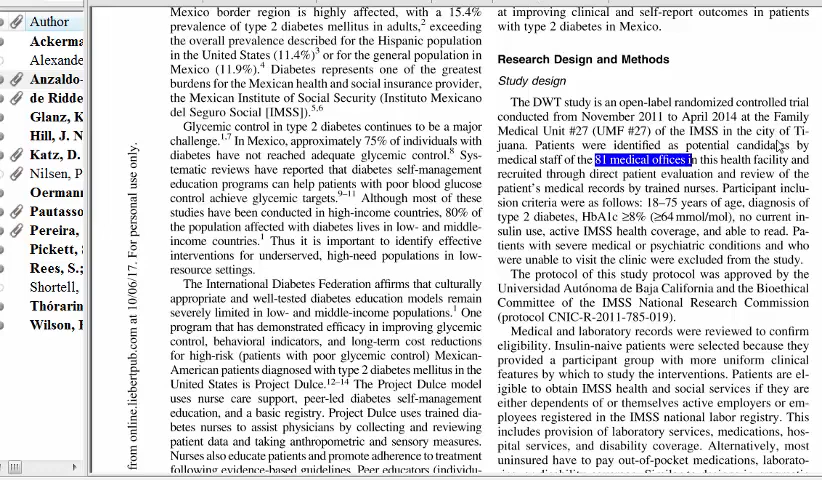 Author
Ackerma
Alexande
Anzaldo-
de Ridde
Glanz, K
Hill, J. N
Katz, D.
Nilsen, P
Oermann
Pautasso
Pereira,
Pickett,
Rees, S.;
Shortell,
Thórarin
Wilson, I
from online.liebertpub.com at 10/06/17. For personal use only.
Mexico border region is highly affected, with a 15.4%
prevalence of type 2 diabetes mellitus in adults,2 exceeding
the overall prevalence described for the Hispanic population
in the United States (11.4%)3 or for the general population in
Mexico (11.9%).4 Diabetes represents one of the greatest
burdens for the Mexican health and social insurance provider,
the Mexican Institute of Social Security (Instituto Mexicano
del Seguro Social [IMSS]).5,6
Glycemic control in type 2 diabetes continues to be a major
challenge.1,7 In Mexico, approximately 75% of individuals with
diabetes have not reached adequate glycemic control.8 Sys-
tematic reviews have reported that diabetes self-management
education programs can help patients with poor blood glucose
control achieve glycemic targets.9–11 Although most of these
studies have been conducted in high-income countries, 80% of
the population affected with diabetes lives in low- and middle-
income countries.1 Thus it is important to identify effective
interventions for underserved, high-need populations in low-
resource settings.
The International Diabetes Federation affirms that culturally
appropriate and well-tested diabetes education models remain
severely limited in low- and middle-income populations.1 One
program that has demonstrated efficacy in improving glycemic
control, behavioral indicators, and long-term cost reductions
for high-risk (patients with poor glycemic control) Mexican-
American patients diagnosed with type 2 diabetes mellitus in the
United States is Project Dulce.12–14 The Project Dulce model
uses nurse care support, peer-led diabetes self-management
education, and a basic registry. Project Dulce uses trained dia-
betes nurses to assist physicians by collecting and reviewing
patient data and taking anthropometric and sensory measures.
Nurses also educate patients and promote adherence to treatment
following evidence-based guidelines. Peer educators (individu-
at improving clinical and self-report outcomes in patients
with type 2 diabetes in Mexico.
Research Design and Methods
Study design
The DWT study is an open-label randomized controlled trial
conducted from November 2011 to April 2014 at the Family
Medical Unit #27 (UMF #27) of the IMSS in the city of Ti-
juana. Patients were identified as potential candidates by
medical staff of the 81 medical offices in this health facility and
recruited through direct patient evaluation and review of the
patient's medical records by trained nurses. Participant inclu-
sion criteria were as follows: 18–75 years of age, diagnosis of
type 2 diabetes, HbA1c ≥8% (≥64 mmol/mol), no current in-
sulin use, active IMSS health coverage, and able to read. Pa-
tients with severe medical or psychiatric conditions and who
were unable to visit the clinic were excluded from the study.
The protocol of this study protocol was approved by the
Universidad Autónoma de Baja California and the Bioethical
Committee of the IMSS National Research Commission
(protocol CNIC-R-2011-785-019).
Medical and laboratory records were reviewed to confirm
eligibility. Insulin-naive patients were selected because they
provided a participant group with more uniform clinical
features by which to study the interventions. Patients are el-
igible to obtain IMSS health and social services if they are
either dependents of or themselves active employers or em-
ployees registered in the IMSS national labor registry. This
includes provision of laboratory services, medications, hos-
pital services, and disability coverage. Alternatively, most
uninsured have to pay out-of-pocket medications, laborato-